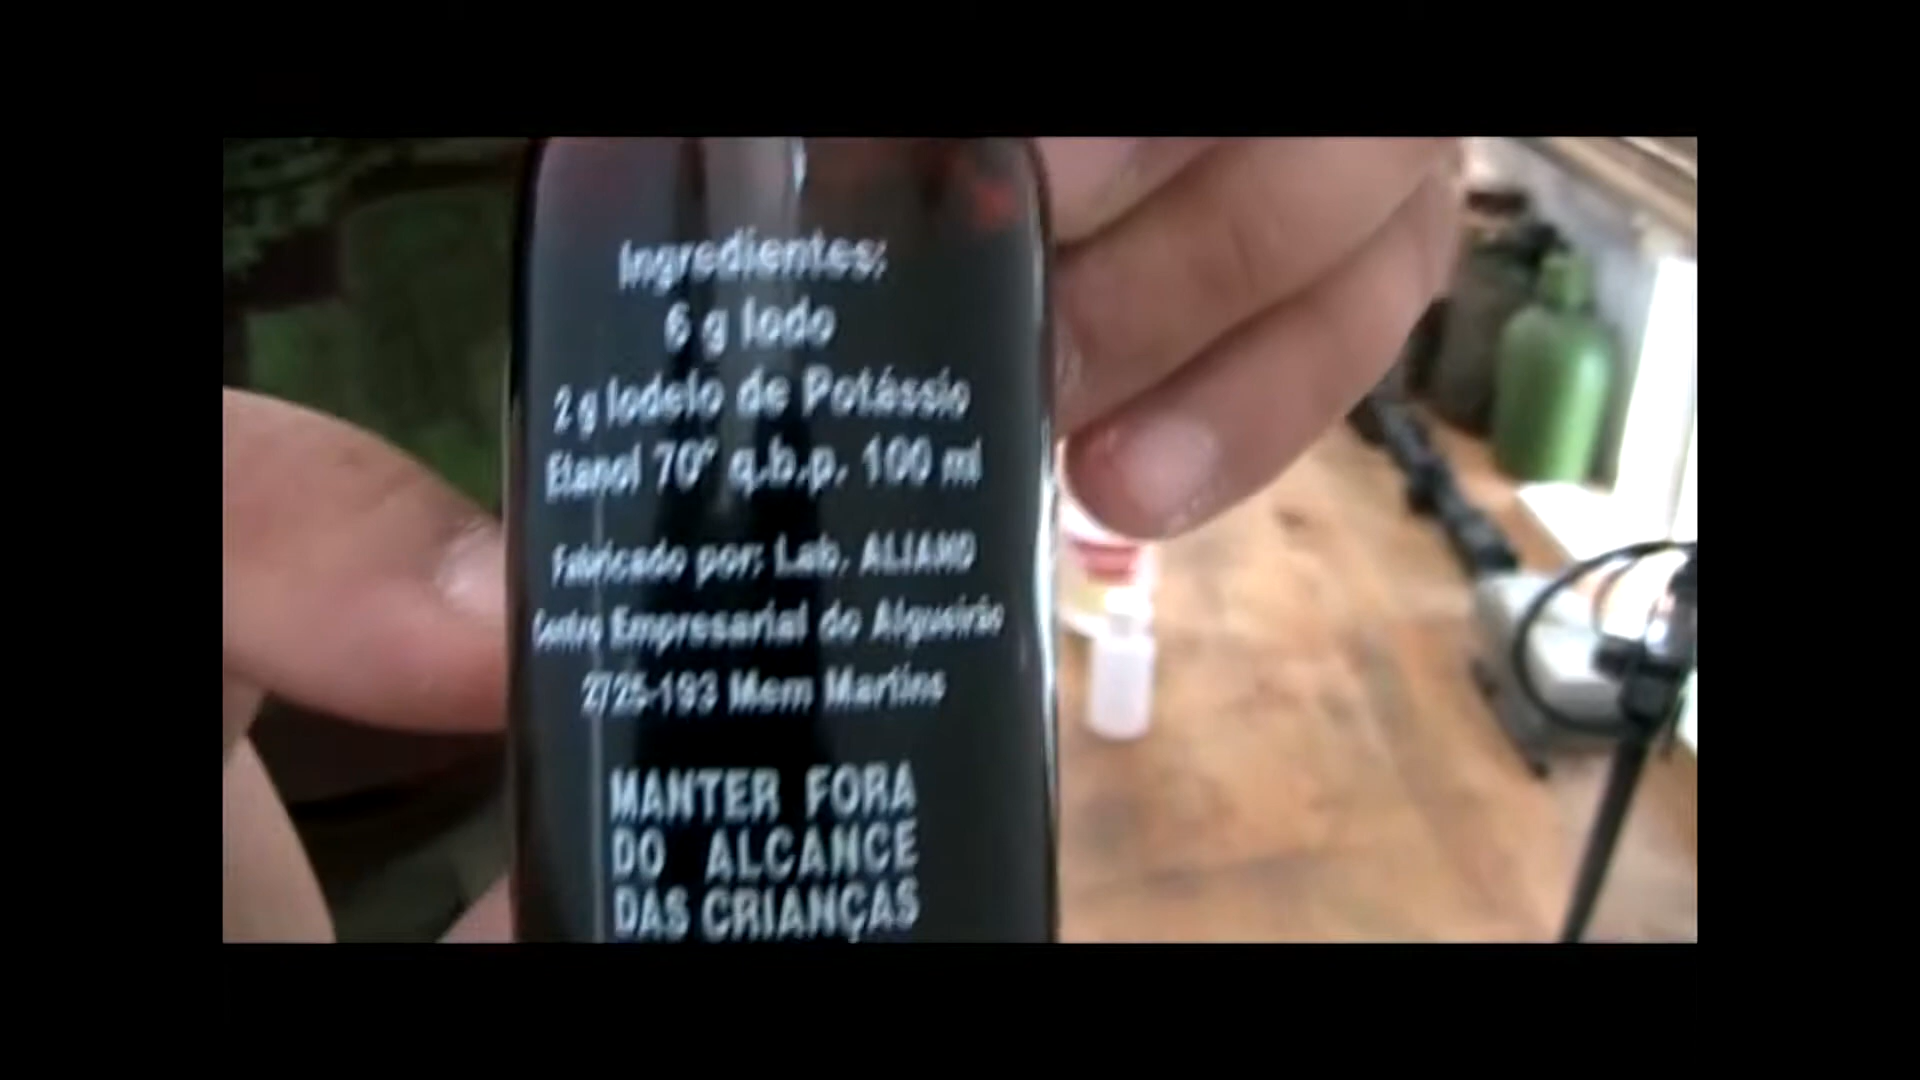 Ingredientes:
6 g Iodo
2 g Iodeto de Potássio
Etanol 70° q.b.p. 100 ml
Fabricado por: Lab. ALIAND
Centro Empresarial do Algueirão
2725-193 Mem Martins
MANTER FORA
DO ALCANCE
DAS CRIANÇAS